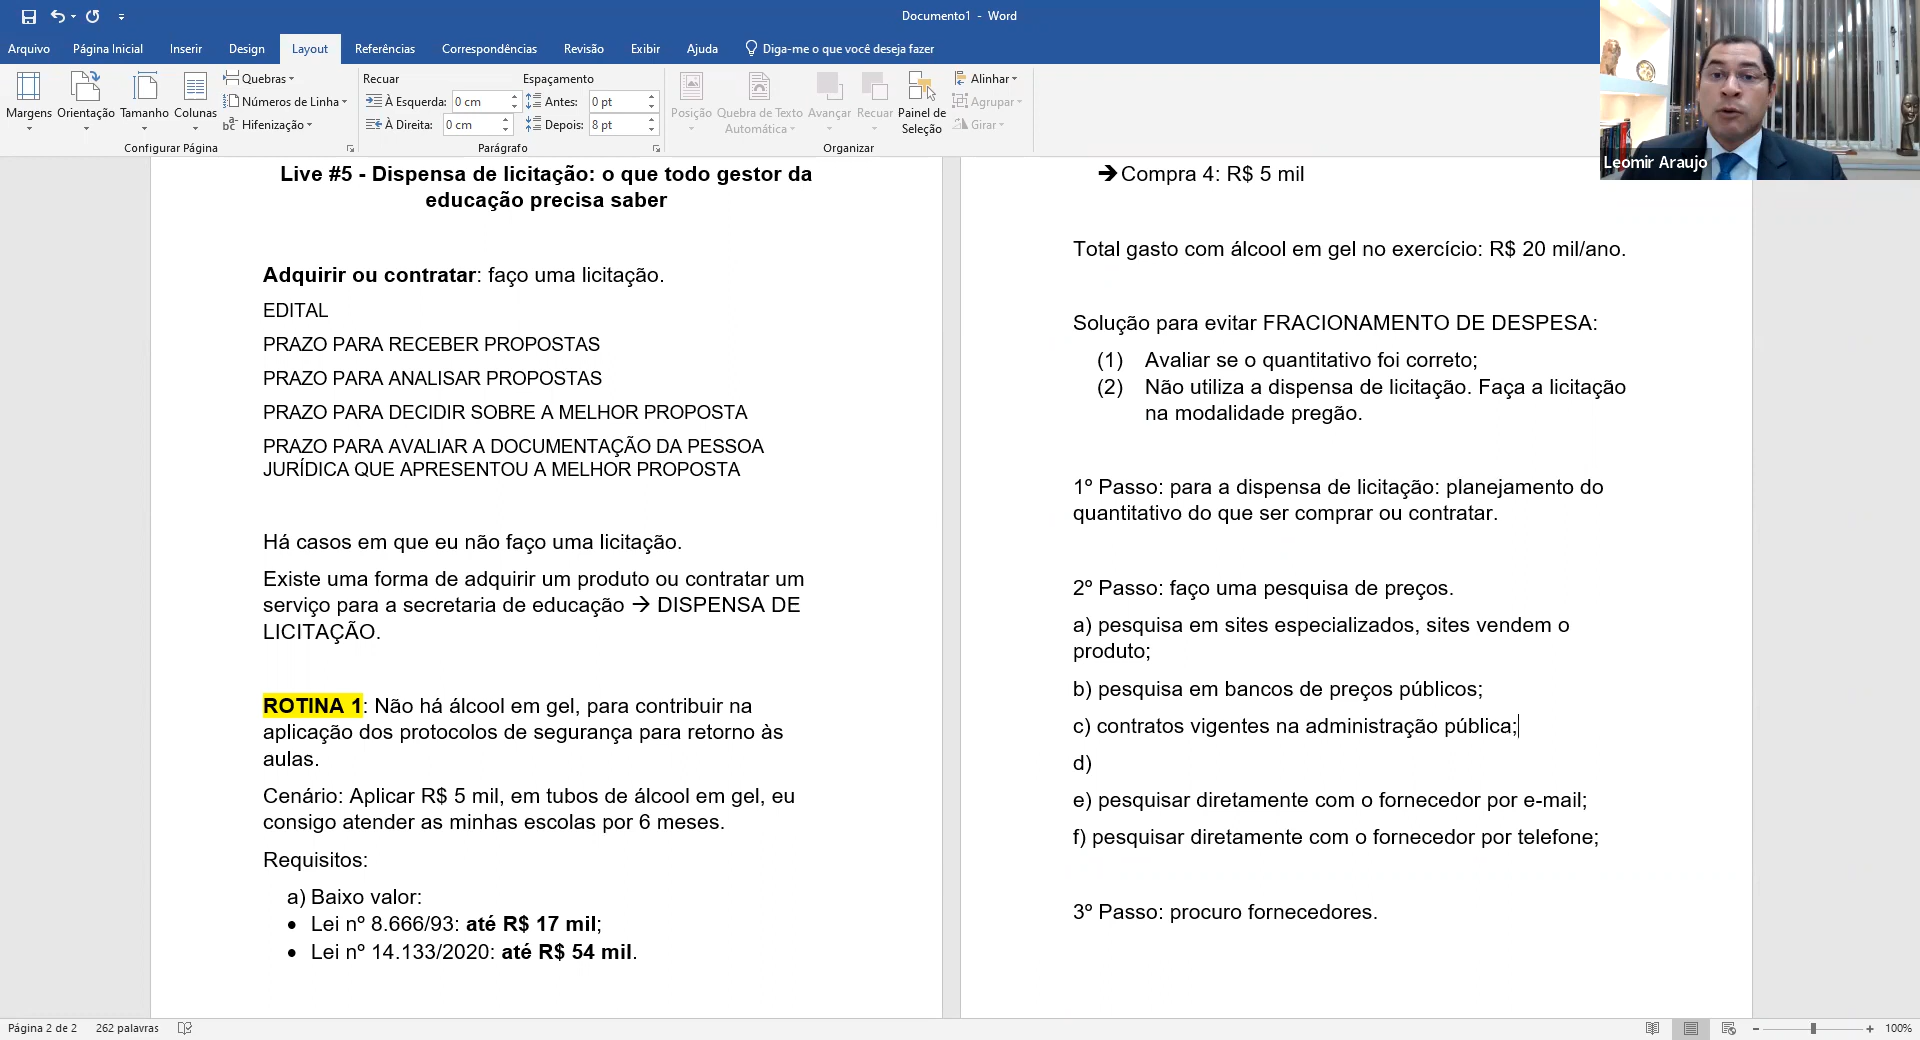 Documento1 - Word
Arquivo Página Inicial Inserir Design Layout Referências Correspondências Revisão Exibir Ajuda Diga-me o que você deseja fazer
Margens Orientação Tamanho Colunas
Quebras
Números de Linha
Hifenização
Configurar Página
Recuar Espaçamento
À Esquerda: 0 cm Antes: 0 pt
À Direita: 0 cm Depois: 8 pt
Parágrafo
Posição
Quebra de Texto
Automática
Avançar
Recuar
Painel de
Seleção
Alinhar
Agrupar
Girar
Organizar
Leomir Araujo
Live #5 - Dispensa de licitação: o que todo gestor da
educação precisa saber
Adquirir ou contratar: faço uma licitação.
EDITAL
PRAZO PARA RECEBER PROPOSTAS
PRAZO PARA ANALISAR PROPOSTAS
PRAZO PARA DECIDIR SOBRE A MELHOR PROPOSTA
PRAZO PARA AVALIAR A DOCUMENTAÇÃO DA PESSOA
JURÍDICA QUE APRESENTOU A MELHOR PROPOSTA
Há casos em que eu não faço uma licitação.
Existe uma forma de adquirir um produto ou contratar um
serviço para a secretaria de educação → DISPENSA DE
LICITAÇÃO.
ROTINA 1: Não há álcool em gel, para contribuir na
aplicação dos protocolos de segurança para retorno às
aulas.
Cenário: Aplicar R$ 5 mil, em tubos de álcool em gel, eu
consigo atender as minhas escolas por 6 meses.
Requisitos:
a) Baixo valor:
• Lei nº 8.666/93: até R$ 17 mil;
• Lei nº 14.133/2020: até R$ 54 mil.
➔ Compra 4: R$ 5 mil
Total gasto com álcool em gel no exercício: R$ 20 mil/ano.
Solução para evitar FRACIONAMENTO DE DESPESA:
(1) Avaliar se o quantitativo foi correto;
(2) Não utiliza a dispensa de licitação. Faça a licitação
na modalidade pregão.
1º Passo: para a dispensa de licitação: planejamento do
quantitativo do que ser comprar ou contratar.
2º Passo: faço uma pesquisa de preços.
a) pesquisa em sites especializados, sites vendem o
produto;
b) pesquisa em bancos de preços públicos;
c) contratos vigentes na administração pública;
d)
e) pesquisar diretamente com o fornecedor por e-mail;
f) pesquisar diretamente com o fornecedor por telefone;
3º Passo: procuro fornecedores.
Página 2 de 2 262 palavras
100%